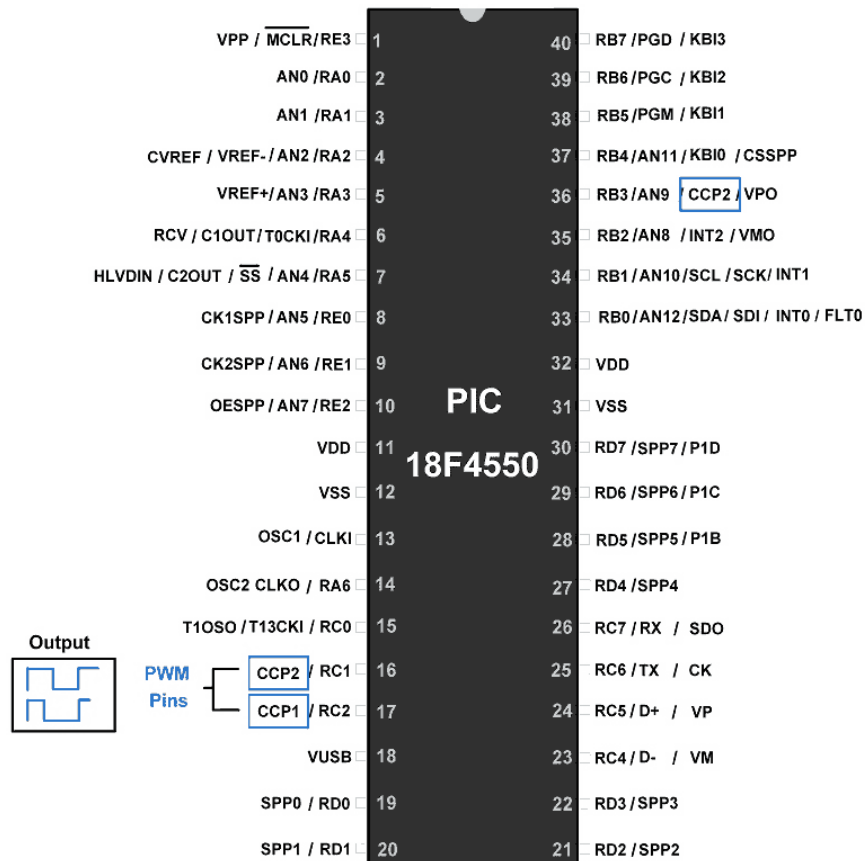 VPP / MCLR/RE3 1 40 RB7/PGD / KBI3
AN0/RA0 2 39 RB6/PGC / KBI2
AN1 /RA1 3 38 RB5/PGM / KBI1
CVREF / VREF-/AN2/RA2 4 37 RB4/AN11/KBI0 / CSSPP
VREF+/AN3/RA3 5 36 RB3/AN9 / CCP2 / VPO
RCV / C1OUT/T0CKI/RA4 6 35 RB2/AN8 / INT2 / VMO
HLVDIN / C2OUT / SS / AN4/RA5 7 34 RB1/AN10/SCL / SCK/ INT1
CK1SPP/AN5/RE0 8 33 RB0/AN12/SDA/ SDI / INT0 / FLT0
CK2SPP/AN6/RE1 9 32 VDD
PIC
OESPP/AN7/RE2 10 31 VSS
VDD 11 30 RD7 /SPP7/P1D
18F4550
VSS 12 29 RD6 /SPP6/P1C
OSC1 / CLKI 13 28 RD5/SPP5/P1B
OSC2 CLKO / RA6 14 27 RD4/SPP4
T1OSO/T13CKI / RC0 15 26 RC7/RX / SDO
Output
PWM
Pins
CCP2 / RC1 16 25 RC6/TX / CK
CCP1 / RC2 17 24 RC5/D+ / VP
VUSB 18 23 RC4/D- / VM
SPP0 / RD0 19 22 RD3/SPP3
SPP1 / RD1 20 21 RD2/SPP2